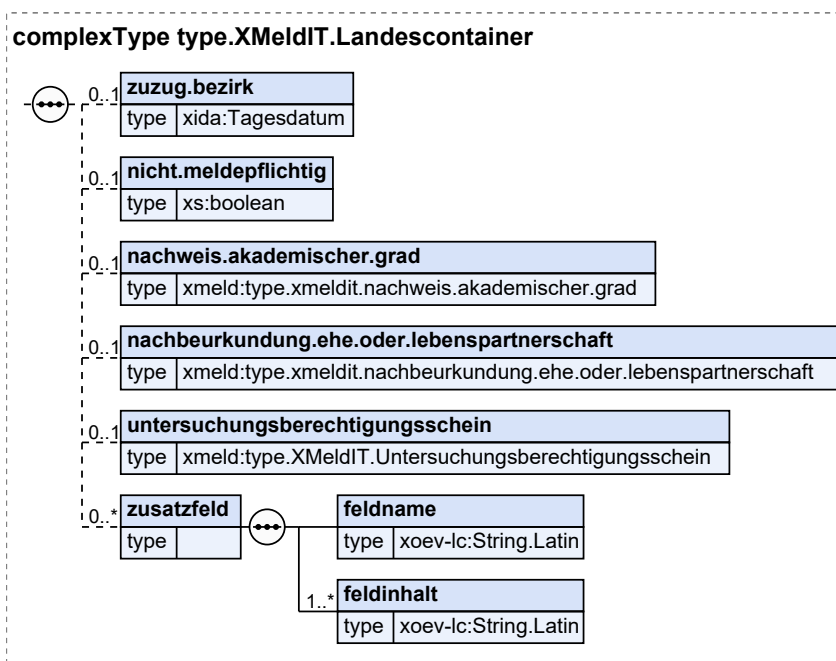 complexType type.XMeldIT.Landescontainer
0..1 zuzug.bezirk
type xida:Tagesdatum
0..1 nicht.meldepflichtig
type xs:boolean
0..1 nachweis.akademischer.grad
type xmeld:type.xmeldit.nachweis.akademischer.grad
0..1 nachbeurkundung.ehe.oder.lebenspartnerschaft
type xmeld:type.xmeldit.nachbeurkundung.ehe.oder.lebenspartnerschaft
0..1 untersuchungsberechtigungsschein
type xmeld:type.XMeldIT.Untersuchungsberechtigungsschein
0..* zusatzfeld
type
feldname
type xoev-lc:String.Latin
1..* feldinhalt
type xoev-lc:String.Latin